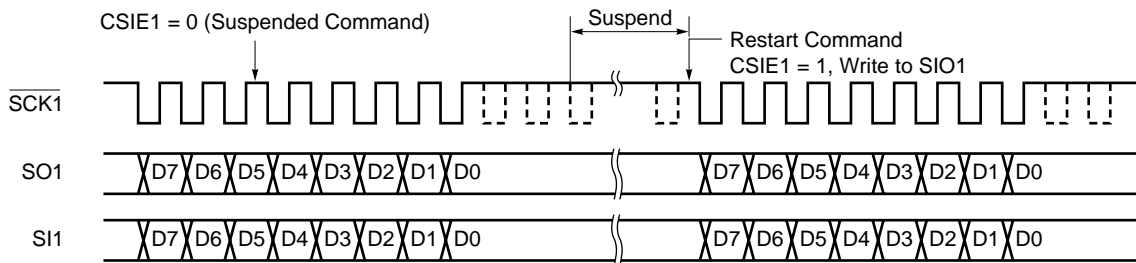 CSIE1 = 0 (Suspended Command)
Suspend
Restart Command
CSIE1 = 1, Write to SIO1
SCK1
SO1
D7 D6 D5 D4 D3 D2 D1 D0 D7 D6 D5 D4 D3 D2 D1 D0
SI1
D7 D6 D5 D4 D3 D2 D1 D0 D7 D6 D5 D4 D3 D2 D1 D0